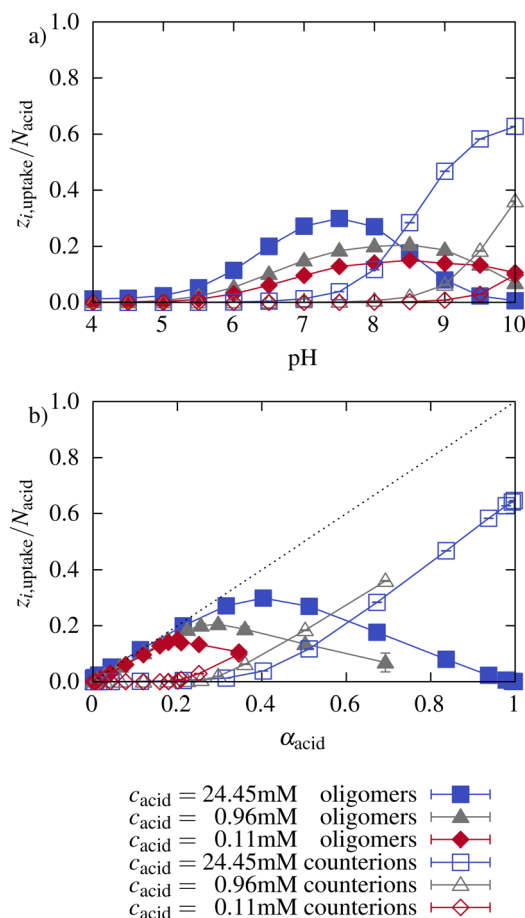 a)
1.0
0.8
0.6
0.4
0.2
0.0
z_{i,uptake}/N_{acid}
4 5 6 7 8 9 10
pH
b)
1.0
0.8
0.6
0.4
0.2
0.0
z_{i,uptake}/N_{acid}
0 0.2 0.4 0.6 0.8 1
α_{acid}
c_{acid} = 24.45mM oligomers
c_{acid} = 0.96mM oligomers
c_{acid} = 0.11mM oligomers
c_{acid} = 24.45mM counterions
c_{acid} = 0.96mM counterions
c_{acid} = 0.11mM counterions